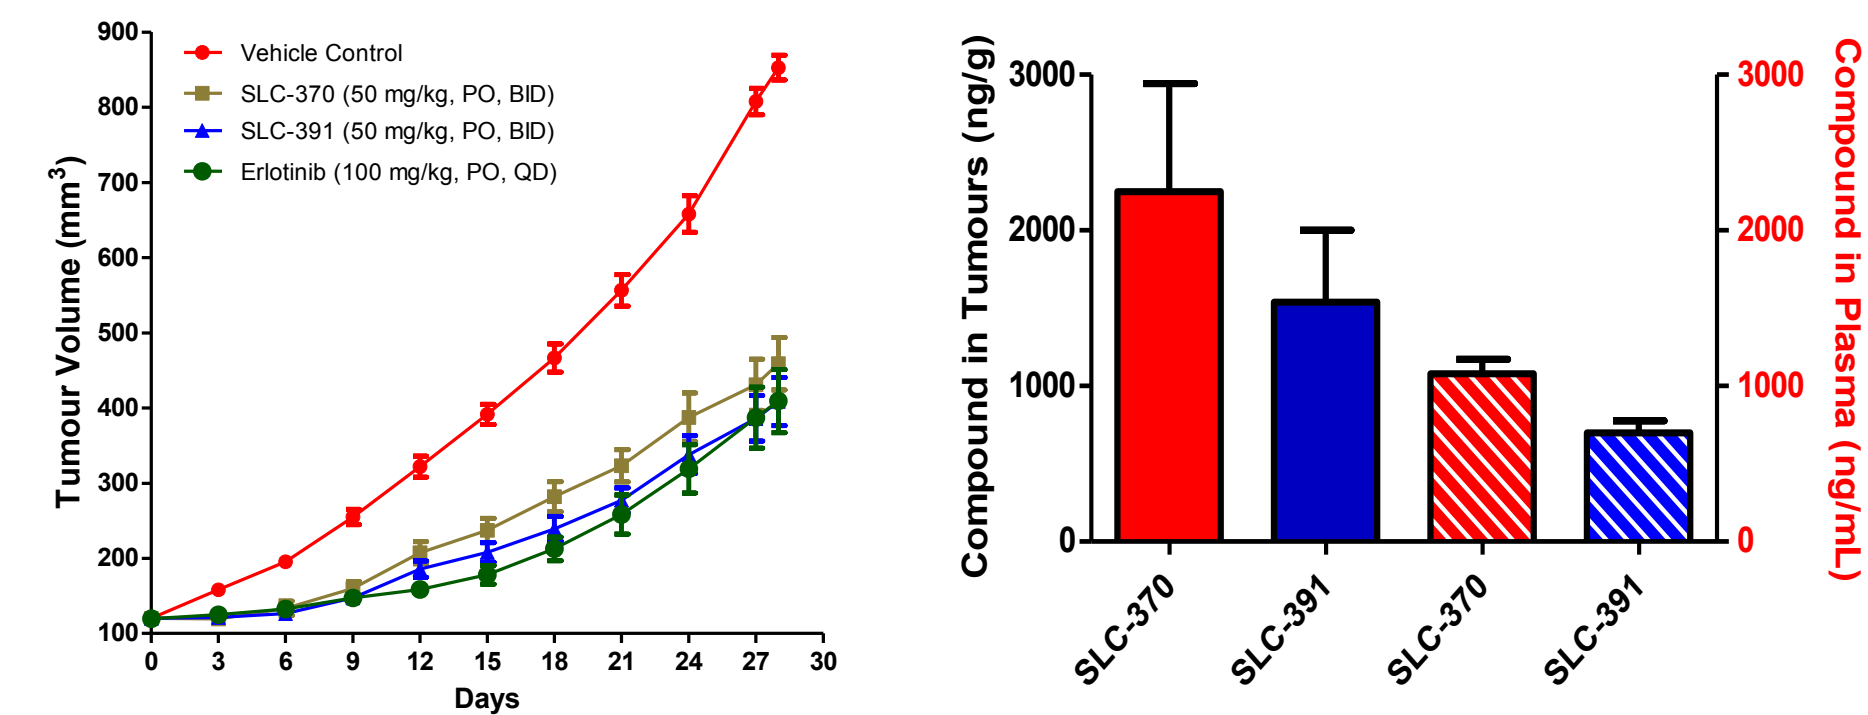 900
800
700
600
500
400
300
200
100
Tumour Volume (mm³)
Vehicle Control
SLC-370 (50 mg/kg, PO, BID)
SLC-391 (50 mg/kg, PO, BID)
Erlotinib (100 mg/kg, PO, QD)
0 3 6 9 12 15 18 21 24 27 30
Days
Compound in Tumours (ng/g)
3000
2000
1000
0
3000
2000
1000
0
Compound in Plasma (ng/mL)
SLC-370
SLC-391
SLC-370
SLC-391